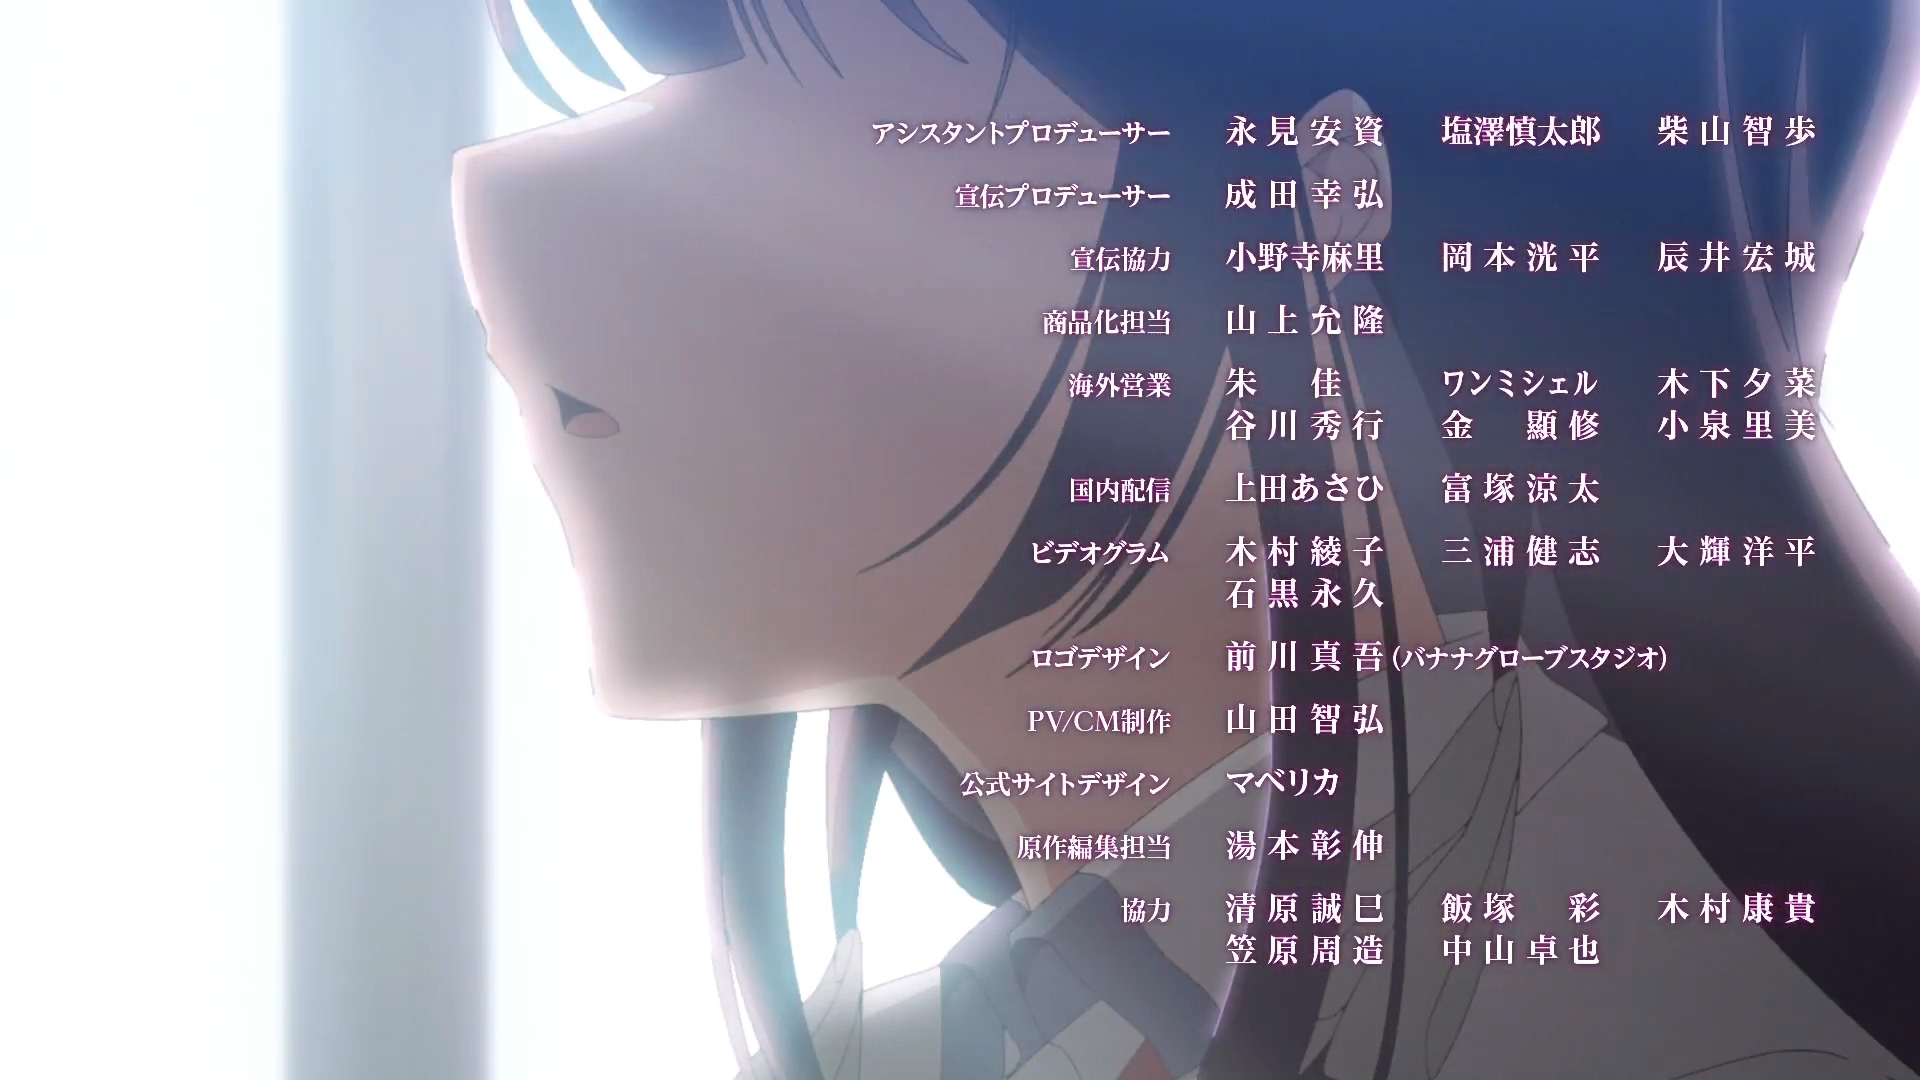 アシスタントプロデューサー 永見安資 塩澤慎太郎 柴山智歩
宣伝プロデューサー 成田幸弘
宣伝協力 小野寺麻里 岡本洸平 辰井宏城
商品化担当 山上允隆
海外営業 朱佳 ワンミシェル 木下夕菜
谷川秀行 金顯修 小泉里美
国内配信 上田あさひ 富塚涼太
ビデオグラム 木村綾子 三浦健志 大輝洋平
石黒永久
ロゴデザイン 前川真吾(バナナグローブスタジオ)
PV/CM制作 山田智弘
公式サイトデザイン マベリカ
原作編集担当 湯本彰伸
協力 清原誠巳 飯塚彩 木村康貴
笠原周造 中山卓也